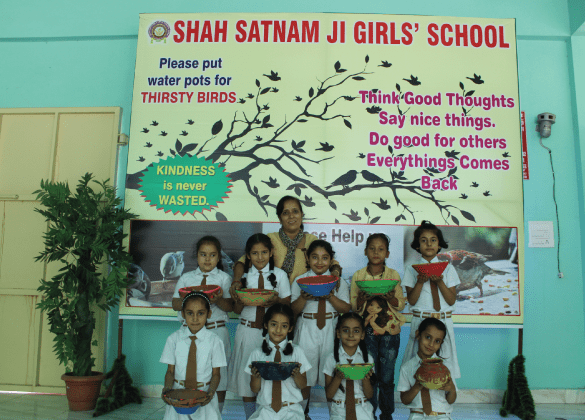 SHAH SATNAM JI GIRLS' SCHOOL
Please put
water pots for
THIRSTY BIRDS
Think Good Thoughts
Say nice things.
Do good for others
Everythings Comes
Back
KINDNESS
is never
WASTED.
se Help